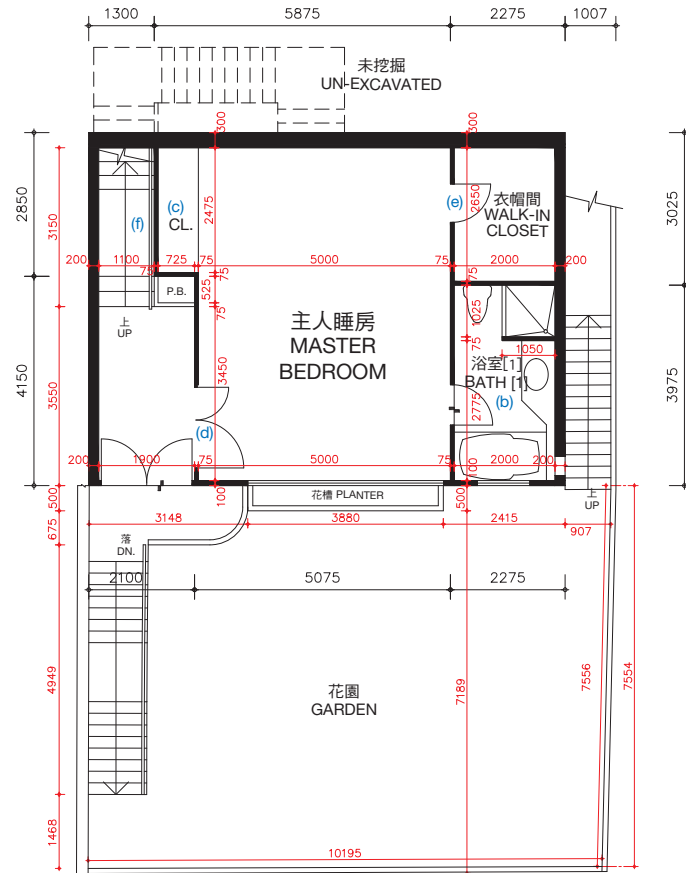 1300 5875 2275 1007
未挖掘
UN-EXCAVATED
300 300
2850 3150 2475 2650 3025
(c)
CL.
(f)
(e)
衣帽間
WALK-IN
CLOSET
200 1100 75 725 75 5000 75 2000 200
75
525
75
P.B.
上
UP
主人睡房
MASTER
BEDROOM
1025
75
1050
浴室[1]
BATH [1]
(b)
4150 3550 3450 2775 3975
(d)
200 1900 75 5000 75 2000 200
100
500 100 花槽 PLANTER 500
上
UP
675 3148 3880 2415 907
落
DN.
2100 5075 2275
4949 7189 7556 7554
花園
GARDEN
1468
10195